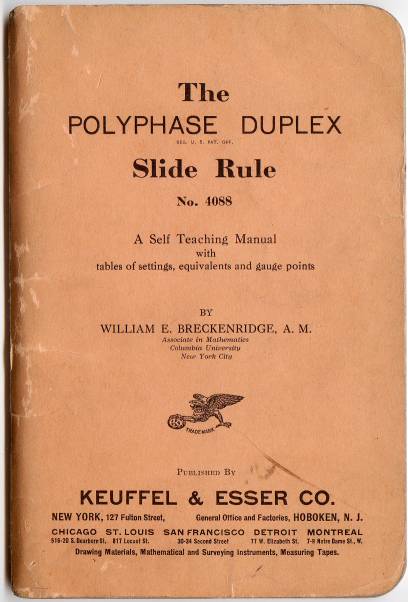 The
POLYPHASE DUPLEX
REG. U. S. PAT. OFF.
Slide Rule
No. 4088
A Self Teaching Manual
with
tables of settings, equivalents and gauge points
BY
WILLIAM E. BRECKENRIDGE, A. M.
Associate in Mathematics
Columbia University
New York City
TRADEMARK
PUBLISHED BY
KEUFFEL & ESSER CO.
NEW YORK, 127 Fulton Street, General Office and Factories, HOBOKEN, N. J.
CHICAGO ST. LOUIS SAN FRANCISCO DETROIT MONTREAL
516-20 S. Dearborn St. 817 Locust St. 30-34 Second Street 77 W. Elizabeth St. 7-9 Notre Dame St., W.
Drawing Materials, Mathematical and Surveying Instruments, Measuring Tapes.